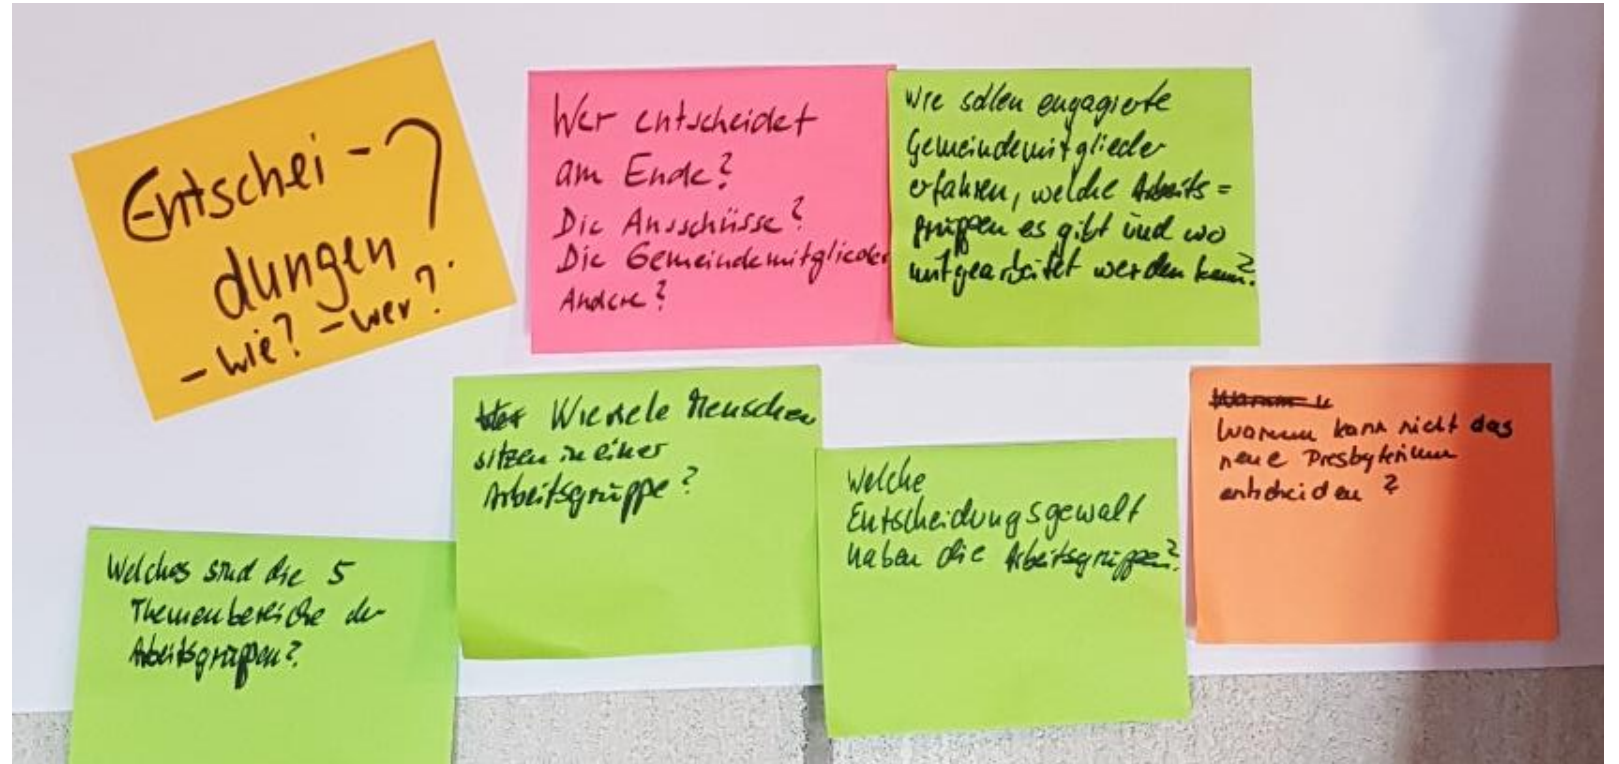 Entschei-?
dungen
- wie? - wer?
Wer entscheidet
am Ende?
Die Ausschüsse?
Die Gemeindemitglieder
Andere?
Wie sollen engagierte
Gemeindemitglieder
erfahren, welche Arbeits=
gruppen es gibt und wo
mitgearbeitet werden kann?
Wieviele Menschen
sitzen in einer
Arbeitsgruppe?
Welche
Entscheidungsgewalt
haben die Arbeitsgruppen?
Warum kann nicht das
neue Presbyterium
entscheiden?
Welches sind die 5
Themenbereiche der
Arbeitsgruppen?